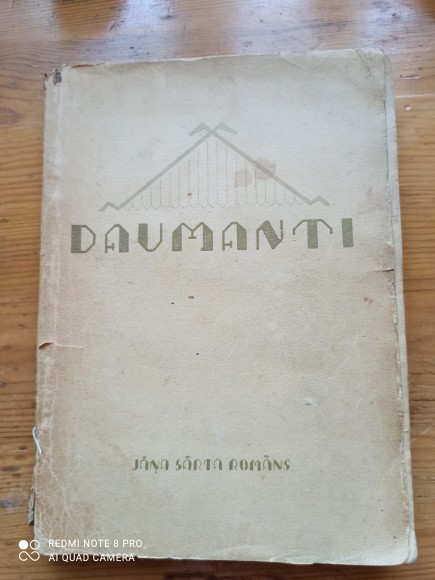 DAUMANTI
JĀŅA SĀRTA ROMĀNS
REDMI NOTE 8 PRO
AI QUAD CAMERA